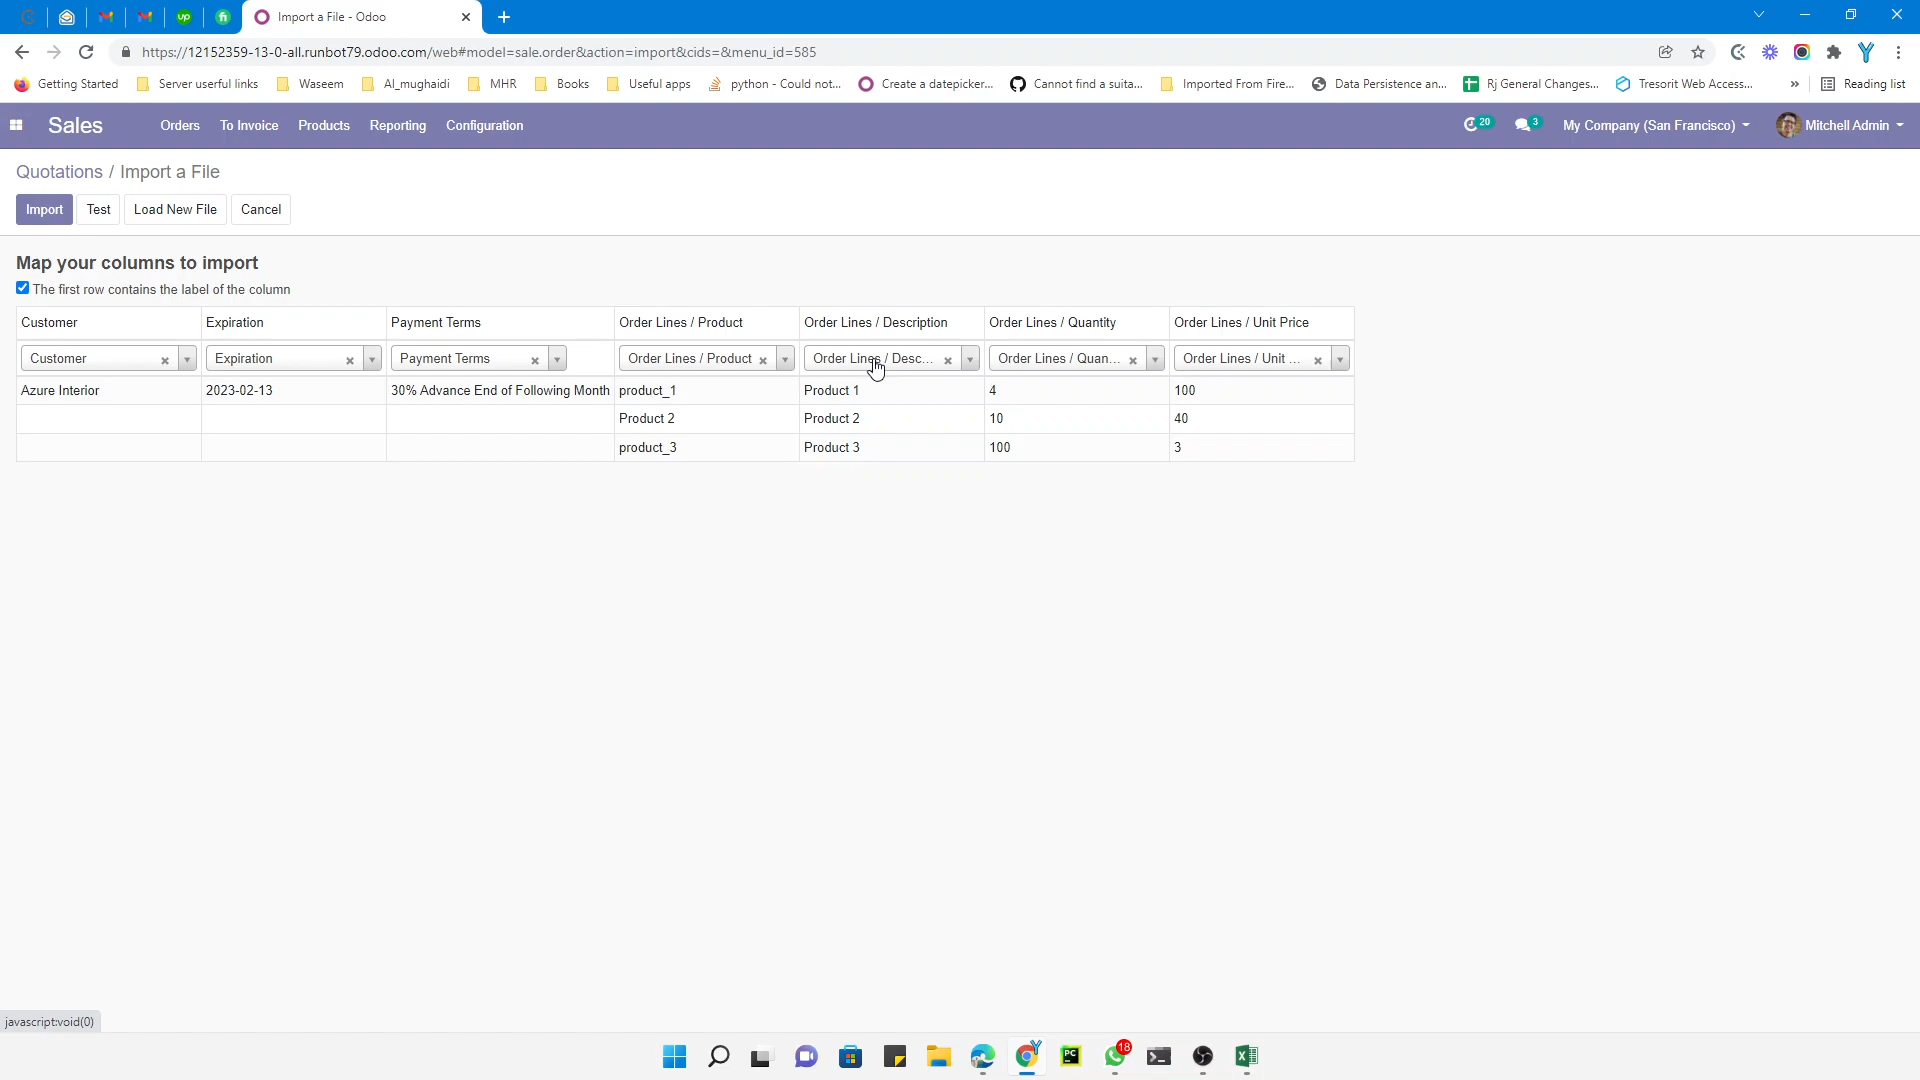 Import a File - Odoo
https://12152359-13-0-all.runbot79.odoo.com/web#model=sale.order&action=import&cids=&menu_id=585
Getting Started Server userful links Waseem Al_mughaidi MHR Books Useful apps python - Could not... Create a datepicker... Cannot find a suita... Imported From Fire... Data Persistence an... Rj General Changes... Tresorit Web Access... » Reading list
Sales Orders To Invoice Products Reporting Configuration 20 3 My Company (San Francisco) Mitchell Admin
Quotations / Import a File
Import Test Load New File Cancel
Map your columns to import
The first row contains the label of the column
Customer Expiration Payment Terms Order Lines / Product Order Lines / Description Order Lines / Quantity Order Lines / Unit Price
Customer Expiration Payment Terms Order Lines / Product Order Lines / Desc... Order Lines / Quan... Order Lines / Unit ...
Azure Interior 2023-02-13 30% Advance End of Following Month product_1 Product 1 4 100
Product 2 Product 2 10 40
product_3 Product 3 100 3
javascript:void(0)
PC 18